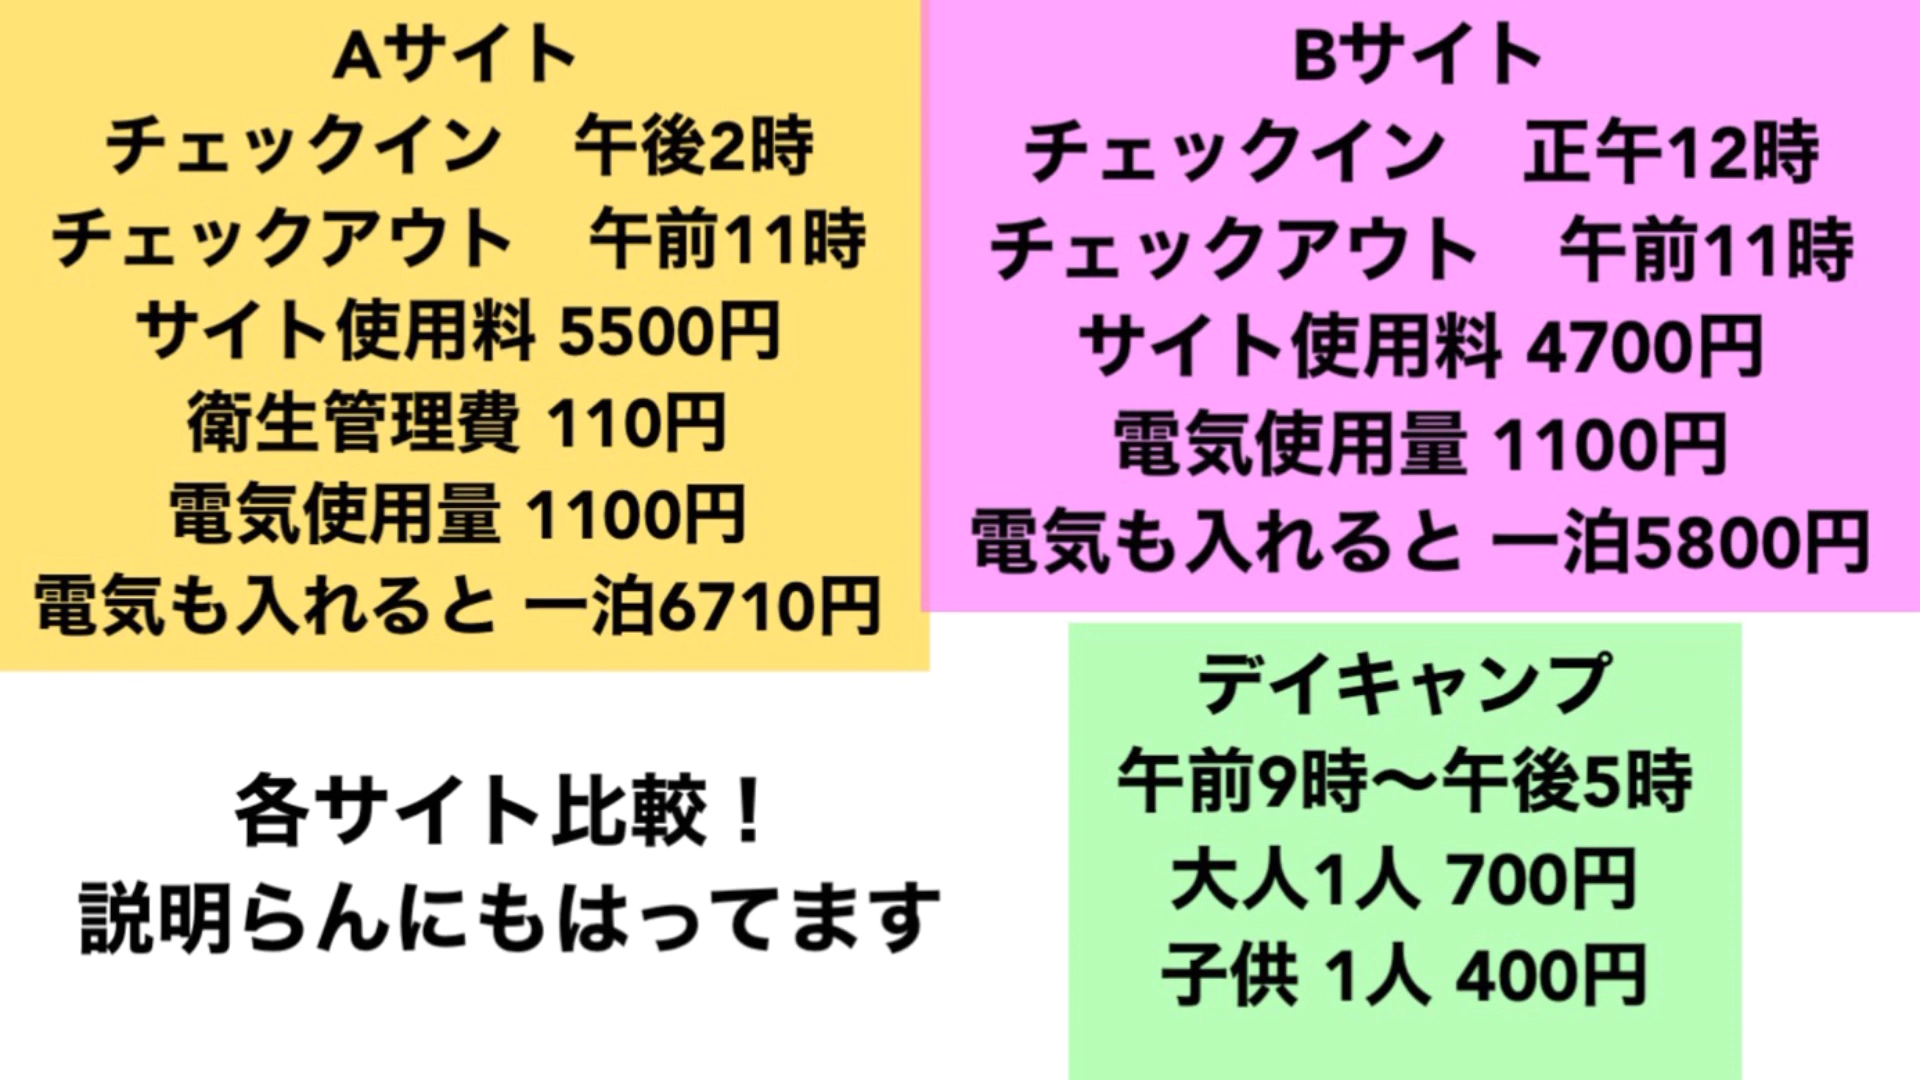 Aサイト
チェックイン　午後2時
チェックアウト　午前11時
サイト使用料 5500円
衛生管理費 110円
電気使用量 1100円
電気も入れると 一泊6710円
Bサイト
チェックイン　正午12時
チェックアウト　午前11時
サイト使用料 4700円
電気使用量 1100円
電気も入れると 一泊5800円
デイキャンプ
午前9時〜午後5時
大人1人 700円
子供 1人 400円
各サイト比較！
説明らんにもはってます